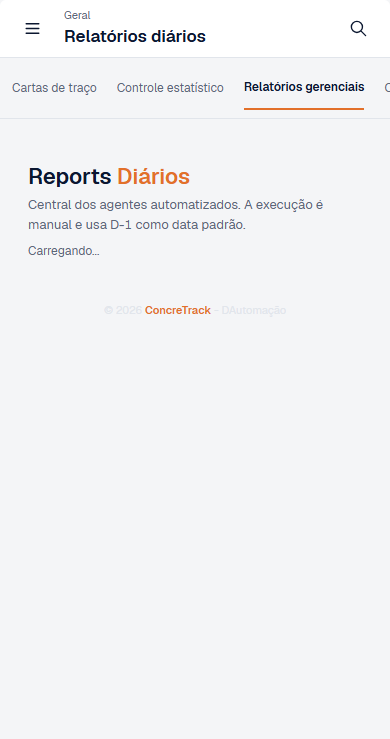 Geral
Relatórios diários
Cartas de traço
Controle estatístico
Relatórios gerenciais
Reports Diários
Central dos agentes automatizados. A execução é
manual e usa D-1 como data padrão.
Carregando...
© 2026 ConcreTrack - DAutomação